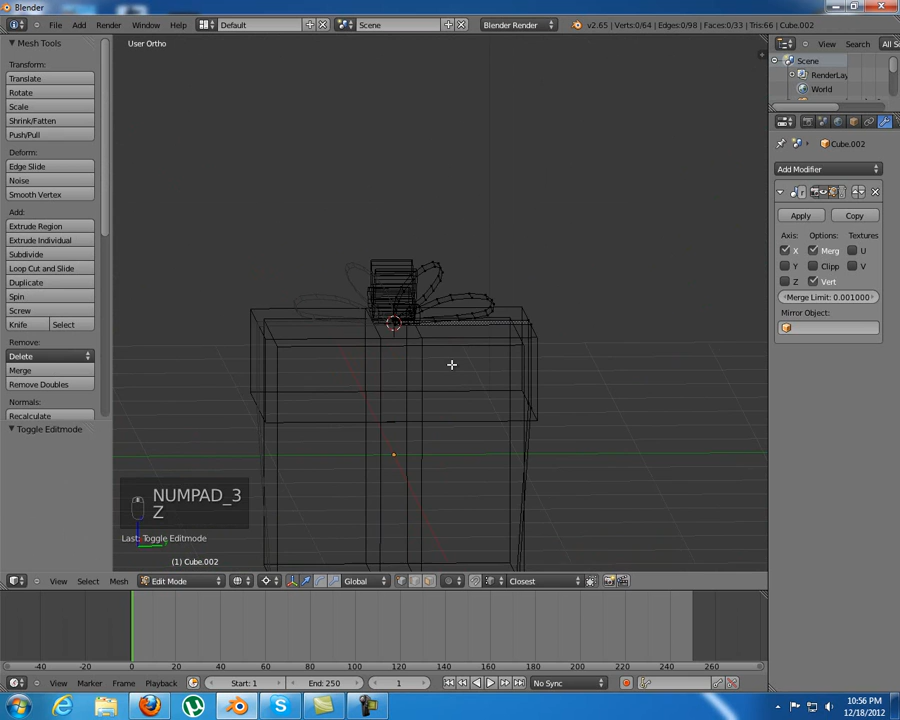 Blender
File Add Render Window Help Default Scene Blender Render v2.65 | Verts:0/64 | Edges:0/98 | Faces:0/33 | Tris:66 | Cube.002
Mesh Tools
Transform:
Translate
Rotate
Scale
Shrink/Fatten
Push/Pull
Deform:
Edge Slide
Noise
Smooth Vertex
Add:
Extrude Region
Extrude Individual
Subdivide
Loop Cut and Slide
Duplicate
Spin
Screw
Knife Select
Remove:
Delete
Merge
Remove Doubles
Normals:
Recalculate
Toggle Editmode
User Ortho
NUMPAD_3
Z
Last: Toggle Editmode
(1) Cube.002
View Select Mesh Edit Mode Global Closest
View Search All S
Scene
RenderLay
World
Cube.002
Add Modifier
Apply Copy
Axis: Options: Textures
X Merg U
Y Clipp V
Z Vert
Merge Limit: 0.001000
Mirror Object:
-40 -20 0 20 40 60 80 100 120 140 160 180 200 220 240 260
View Marker Frame Playback Start: 1 End: 250 1 No Sync
10:56 PM
12/18/2012